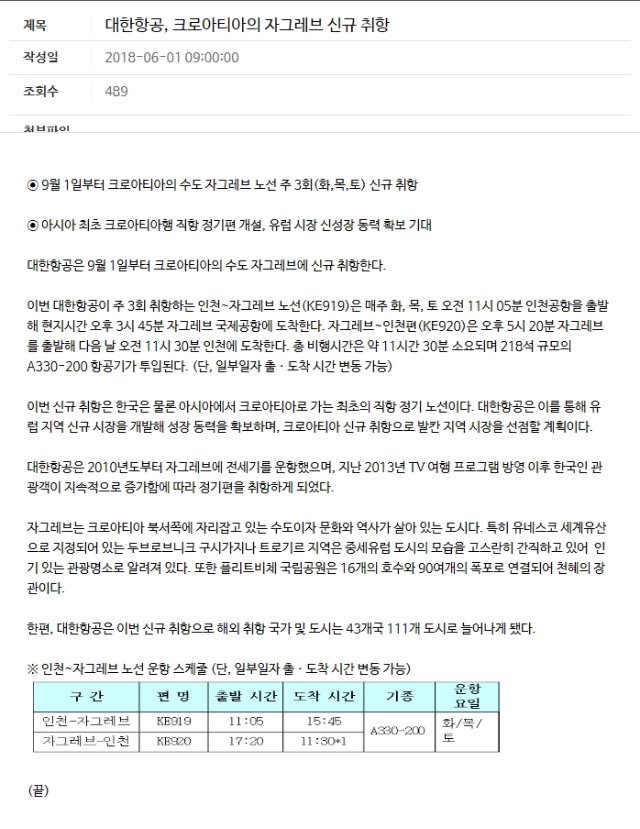 제목 대한항공, 크로아티아의 자그레브 신규 취항
작성일 2018-06-01 09:00:00
조회수 489
첨부파일
◉ 9월 1일부터 크로아티아의 수도 자그레브 노선 주 3회(화,목,토) 신규 취항
◉ 아시아 최초 크로아티아행 직항 정기편 개설, 유럽 시장 신성장 동력 확보 기대
대한항공은 9월 1일부터 크로아티아의 수도 자그레브에 신규 취항한다.
이번 대한항공이 주 3회 취항하는 인천~자그레브 노선(KE919)은 매주 화, 목, 토 오전 11시 05분 인천공항을 출발
해 현지시간 오후 3시 45분 자그레브 국제공항에 도착한다. 자그레브~인천편(KE920)은 오후 5시 20분 자그레브
를 출발해 다음 날 오전 11시 30분 인천에 도착한다. 총 비행시간은 약 11시간 30분 소요되며 218석 규모의
A330-200 항공기가 투입된다. (단, 일부일자 출ㆍ도착 시간 변동 가능)
이번 신규 취항은 한국은 물론 아시아에서 크로아티아로 가는 최초의 직항 정기 노선이다. 대한항공은 이를 통해 유
럽 지역 신규 시장을 개발해 성장 동력을 확보하며, 크로아티아 신규 취항으로 발칸 지역 시장을 선점할 계획이다.
대한항공은 2010년도부터 자그레브에 전세기를 운항했으며, 지난 2013년 TV 여행 프로그램 방영 이후 한국인 관
광객이 지속적으로 증가함에 따라 정기편을 취항하게 되었다.
자그레브는 크로아티아 북서쪽에 자리잡고 있는 수도이자 문화와 역사가 살아 있는 도시다. 특히 유네스코 세계유산
으로 지정되어 있는 두브로브니크 구시가지나 트로기르 지역은 중세유럽 도시의 모습을 고스란히 간직하고 있어 인
기 있는 관광명소로 알려져 있다. 또한 플리트비체 국립공원은 16개의 호수와 90여개의 폭포로 연결되어 천혜의 장
관이다.
한편, 대한항공은 이번 신규 취항으로 해외 취항 국가 및 도시는 43개국 111개 도시로 늘어나게 됐다.
※ 인천~자그레브 노선 운항 스케줄 (단, 일부일자 출ㆍ도착 시간 변동 가능)
구 간 편 명 출발 시간 도착 시간 기종 운항 요일
인천-자그레브 KE919 11:05 15:45 A330-200 화/목/토
자그레브-인천 KE920 17:20 11:30*1
(끝)